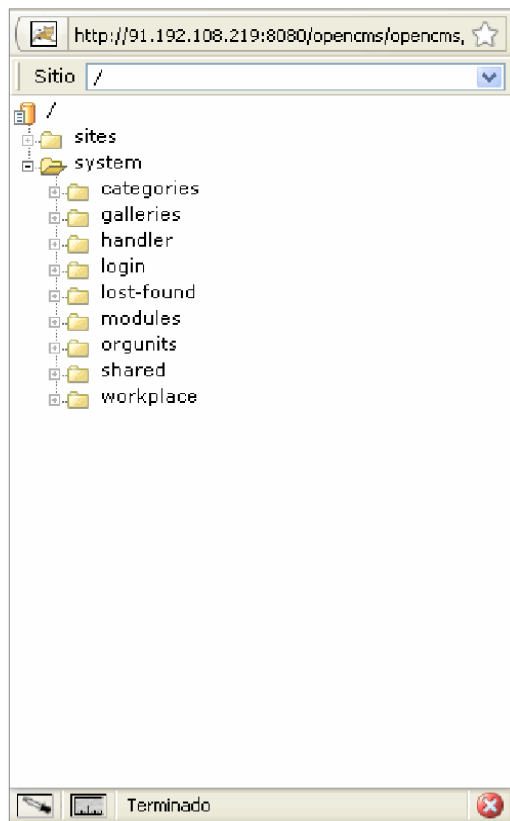 http://91.192.108.219:8080/opencms/opencms,
Sitio /
/
sites
system
categories
galleries
handler
login
lost-found
modules
orgunits
shared
workplace
Terminado